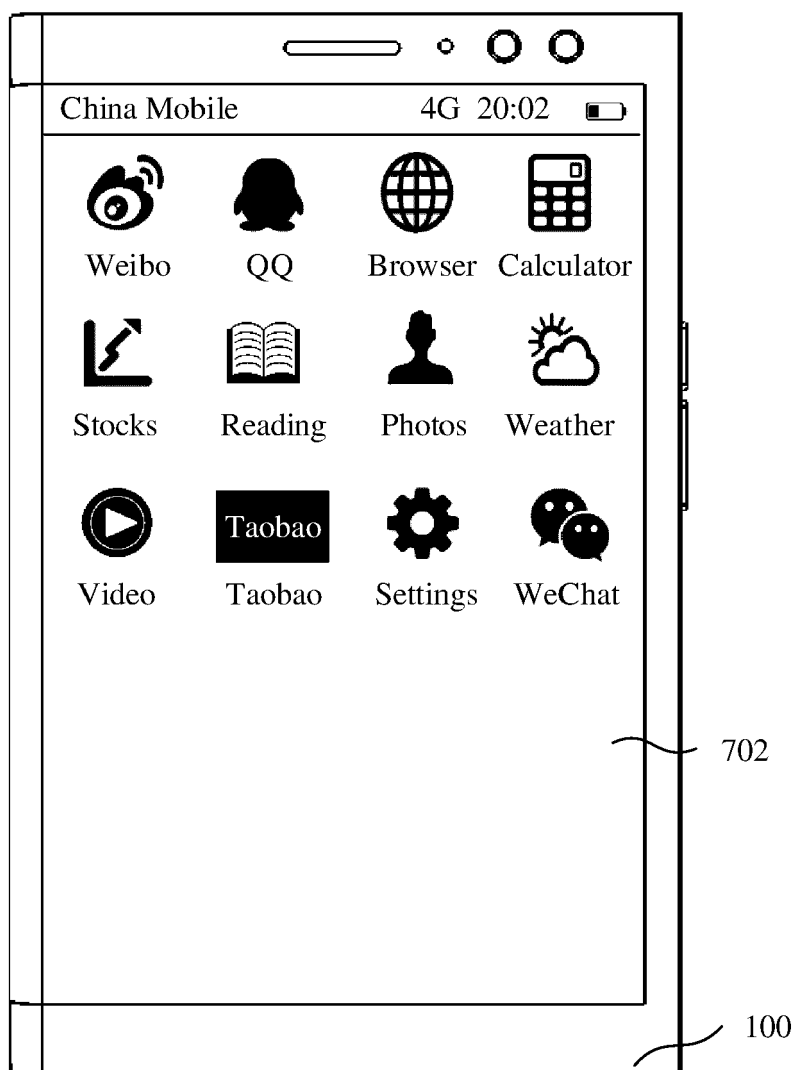 China Mobile 4G 20:02
Weibo QQ Browser Calculator
Stocks Reading Photos Weather
Taobao
Video Taobao Settings WeChat
702
100